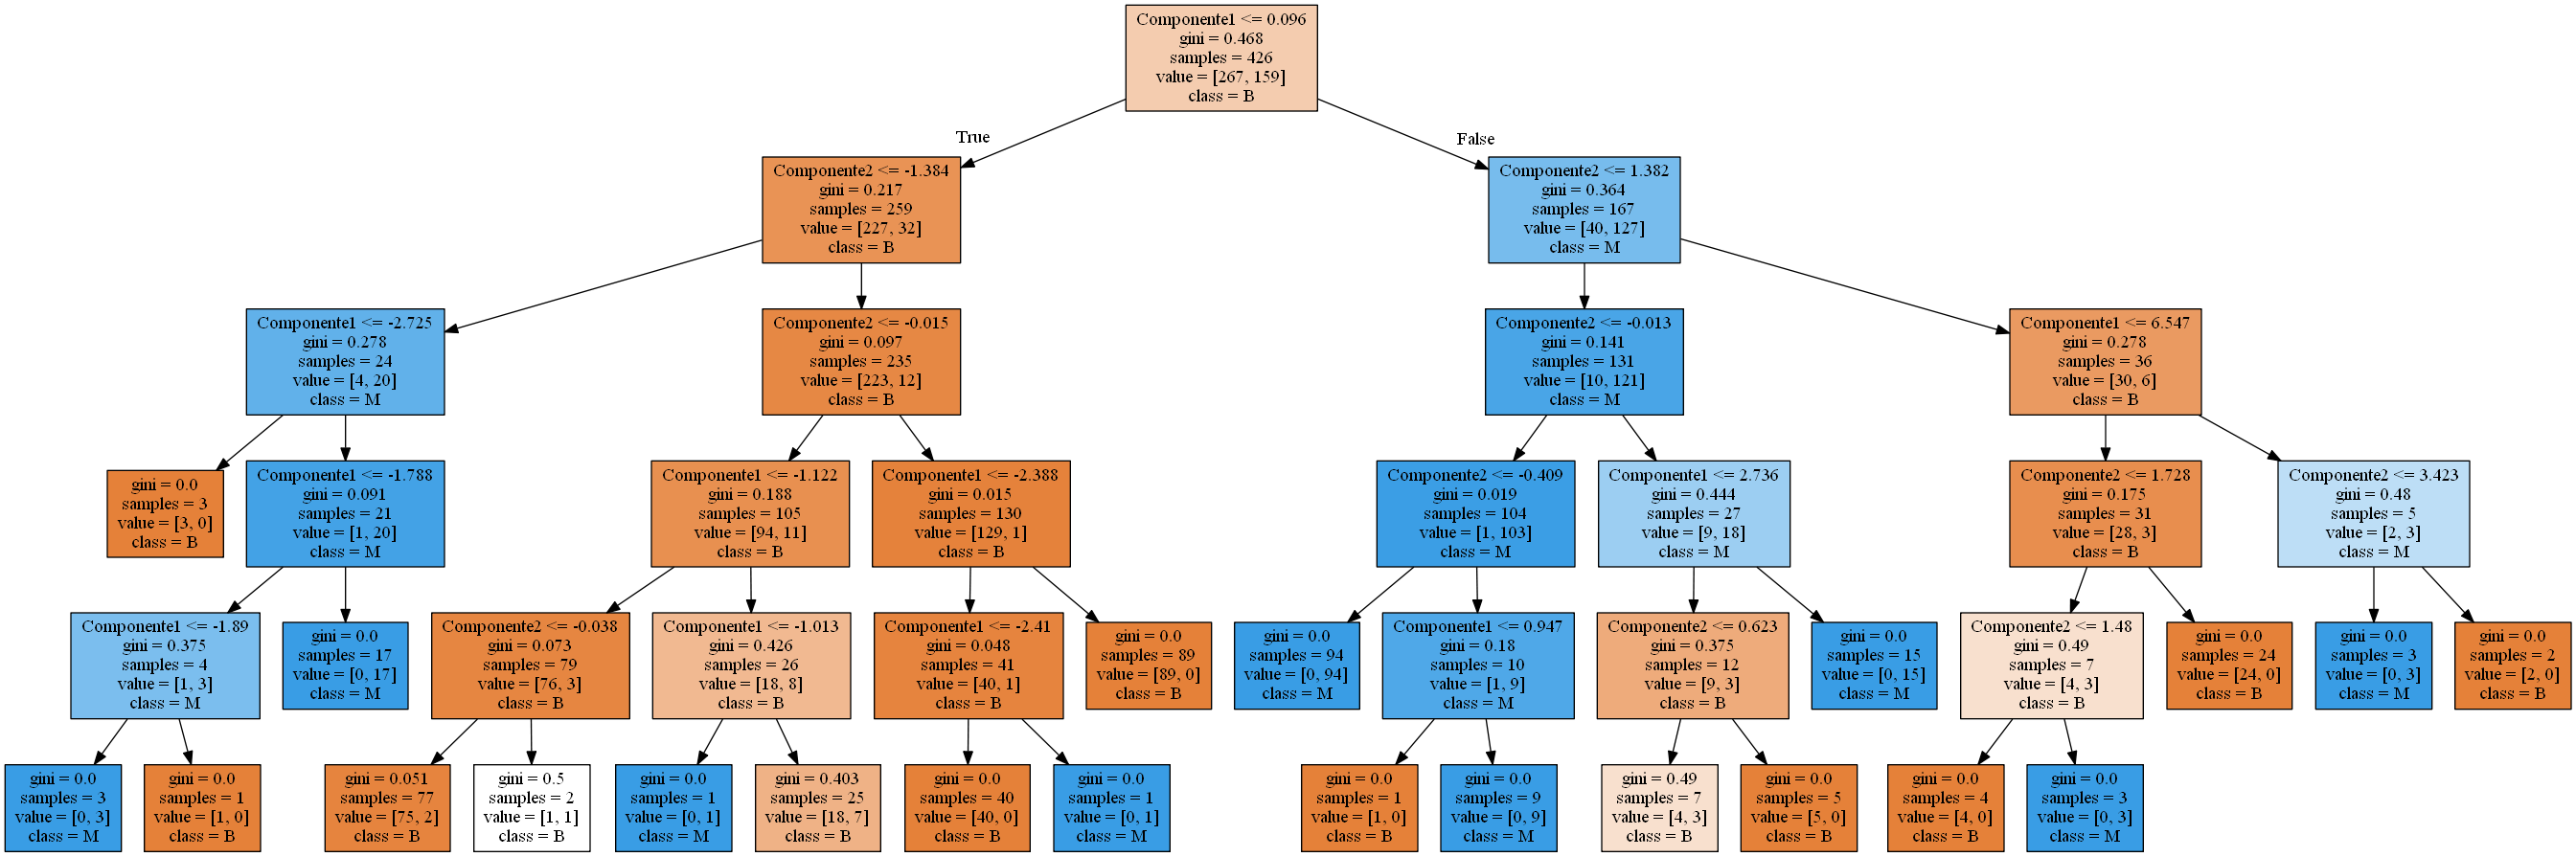 Componente1 <= 0.096
gini = 0.468
samples = 426
value = [267, 159]
class = B
True
False
Componente2 <= -1.384
gini = 0.217
samples = 259
value = [227, 32]
class = B
Componente2 <= 1.382
gini = 0.364
samples = 167
value = [40, 127]
class = M
Componente1 <= -2.725
gini = 0.278
samples = 24
value = [4, 20]
class = M
Componente2 <= -0.015
gini = 0.097
samples = 235
value = [223, 12]
class = B
Componente2 <= -0.013
gini = 0.141
samples = 131
value = [10, 121]
class = M
Componente1 <= 6.547
gini = 0.278
samples = 36
value = [30, 6]
class = B
gini = 0.0
samples = 3
value = [3, 0]
class = B
Componente1 <= -1.788
gini = 0.091
samples = 21
value = [1, 20]
class = M
Componente1 <= -1.122
gini = 0.188
samples = 105
value = [94, 11]
class = B
Componente1 <= -2.388
gini = 0.015
samples = 130
value = [129, 1]
class = B
Componente2 <= -0.409
gini = 0.019
samples = 104
value = [1, 103]
class = M
Componente1 <= 2.736
gini = 0.444
samples = 27
value = [9, 18]
class = M
Componente2 <= 1.728
gini = 0.175
samples = 31
value = [28, 3]
class = B
Componente2 <= 3.423
gini = 0.48
samples = 5
value = [2, 3]
class = M
Componente1 <= -1.89
gini = 0.375
samples = 4
value = [1, 3]
class = M
gini = 0.0
samples = 17
value = [0, 17]
class = M
Componente2 <= -0.038
gini = 0.073
samples = 79
value = [76, 3]
class = B
Componente1 <= -1.013
gini = 0.426
samples = 26
value = [18, 8]
class = B
Componente1 <= -2.41
gini = 0.048
samples = 41
value = [40, 1]
class = B
gini = 0.0
samples = 89
value = [89, 0]
class = B
gini = 0.0
samples = 94
value = [0, 94]
class = M
Componente1 <= 0.947
gini = 0.18
samples = 10
value = [1, 9]
class = M
Componente2 <= 0.623
gini = 0.375
samples = 12
value = [9, 3]
class = B
gini = 0.0
samples = 15
value = [0, 15]
class = M
Componente2 <= 1.48
gini = 0.49
samples = 7
value = [4, 3]
class = B
gini = 0.0
samples = 24
value = [24, 0]
class = B
gini = 0.0
samples = 3
value = [0, 3]
class = M
gini = 0.0
samples = 2
value = [2, 0]
class = B
gini = 0.0
samples = 3
value = [0, 3]
class = M
gini = 0.0
samples = 1
value = [1, 0]
class = B
gini = 0.051
samples = 77
value = [75, 2]
class = B
gini = 0.5
samples = 2
value = [1, 1]
class = B
gini = 0.0
samples = 1
value = [0, 1]
class = M
gini = 0.403
samples = 25
value = [18, 7]
class = B
gini = 0.0
samples = 40
value = [40, 0]
class = B
gini = 0.0
samples = 1
value = [0, 1]
class = M
gini = 0.0
samples = 1
value = [1, 0]
class = B
gini = 0.0
samples = 9
value = [0, 9]
class = M
gini = 0.49
samples = 7
value = [4, 3]
class = B
gini = 0.0
samples = 5
value = [5, 0]
class = B
gini = 0.0
samples = 4
value = [4, 0]
class = B
gini = 0.0
samples = 3
value = [0, 3]
class = M